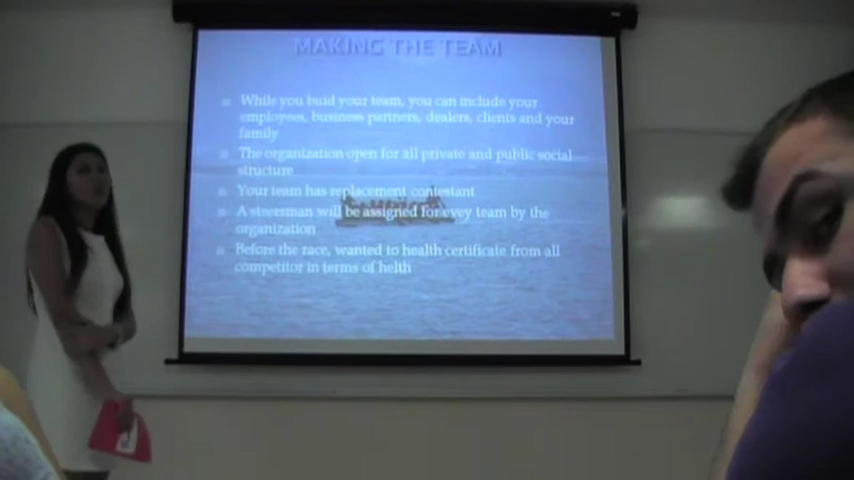 MAKING THE TEAM
While you buid your team, you can include your
employees, business partners, dealers, clients and your
family
The organization open for all private and public social
structure
Your team has replacement contestant
A steersman will be assigned for evey team by the
organization
Before the race, wanted to health certificate from all
competitor in terms of helth